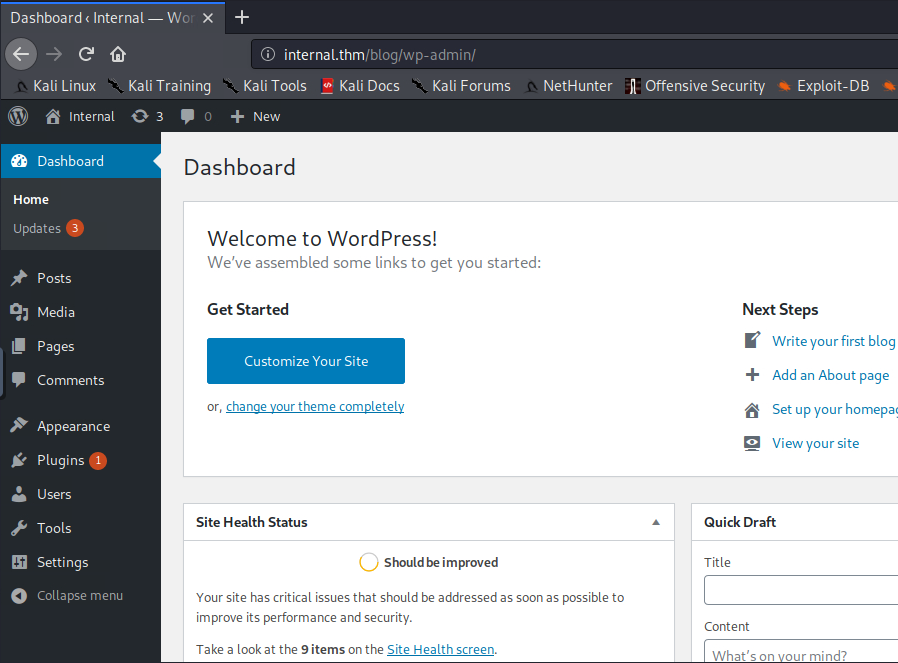 Dashboard ‹ Internal — Wor
internal.thm/blog/wp-admin/
Kali Linux Kali Training Kali Tools Kali Docs Kali Forums NetHunter Offensive Security Exploit-DB
Internal 3 0 New
Dashboard
Home
Updates 3
Posts
Media
Pages
Comments
Appearance
Plugins 1
Users
Tools
Settings
Collapse menu
Dashboard
Welcome to WordPress!
We've assembled some links to get you started:
Get Started
Customize Your Site
or, change your theme completely
Next Steps
Write your first blog
Add an About page
Set up your homepag
View your site
Site Health Status
Should be improved
Your site has critical issues that should be addressed as soon as possible to
improve its performance and security.
Take a look at the 9 items on the Site Health screen.
Quick Draft
Title
Content
What's on your mind?